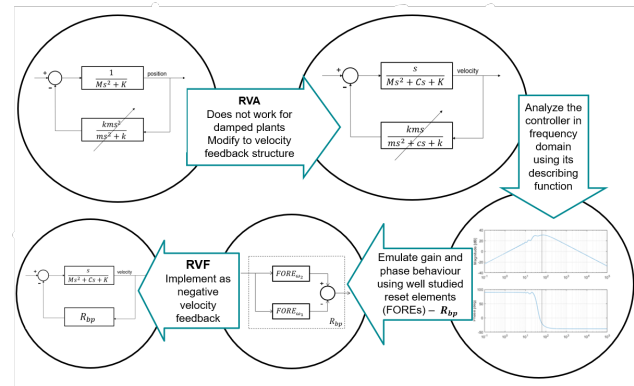 +
−
1
Ms² + K
position
kms²
ms² + k
RVA
Does not work for
damped plants
Modify to velocity
feedback structure
+
−
s
Ms² + Cs + K
velocity
kms
ms² + cs + k
Analyze the
controller in
frequency
domain
using its
describing
function
Emulate gain and
phase behaviour
using well studied
reset elements
(FOREs) – R_bp
FORE_ω₂
FORE_ω₁
+
−
R_bp
RVF
Implement as
negative
velocity
feedback
+
−
s
Ms² + Cs + K
velocity
R_bp